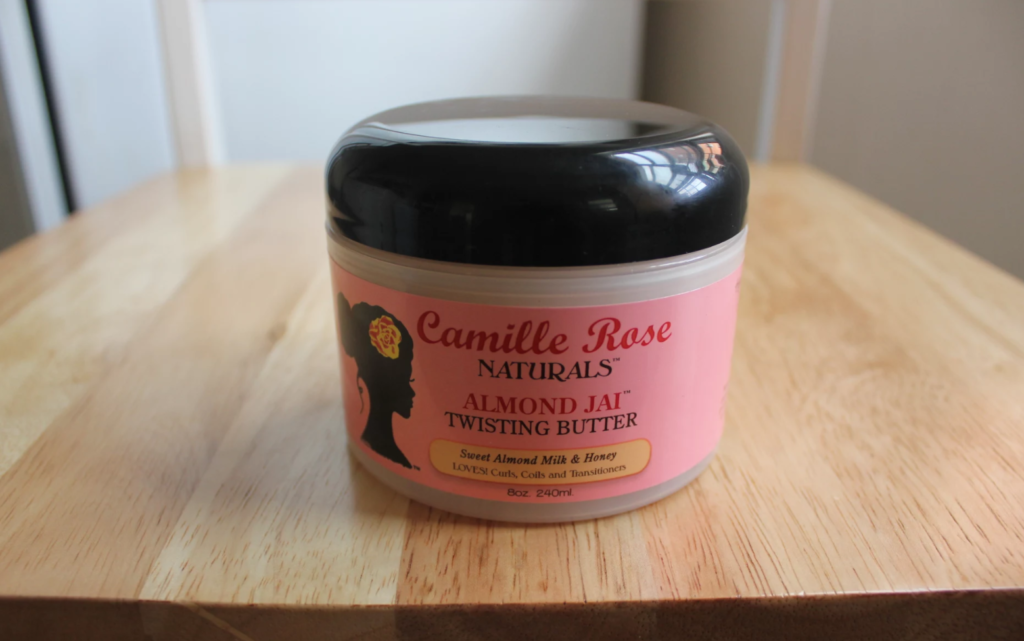 Camille Rose
NATURALS™
ALMOND JAI™
TWISTING BUTTER
Sweet Almond Milk & Honey
LOVES! Curls, Coils and Transitioners
8oz. 240ml.